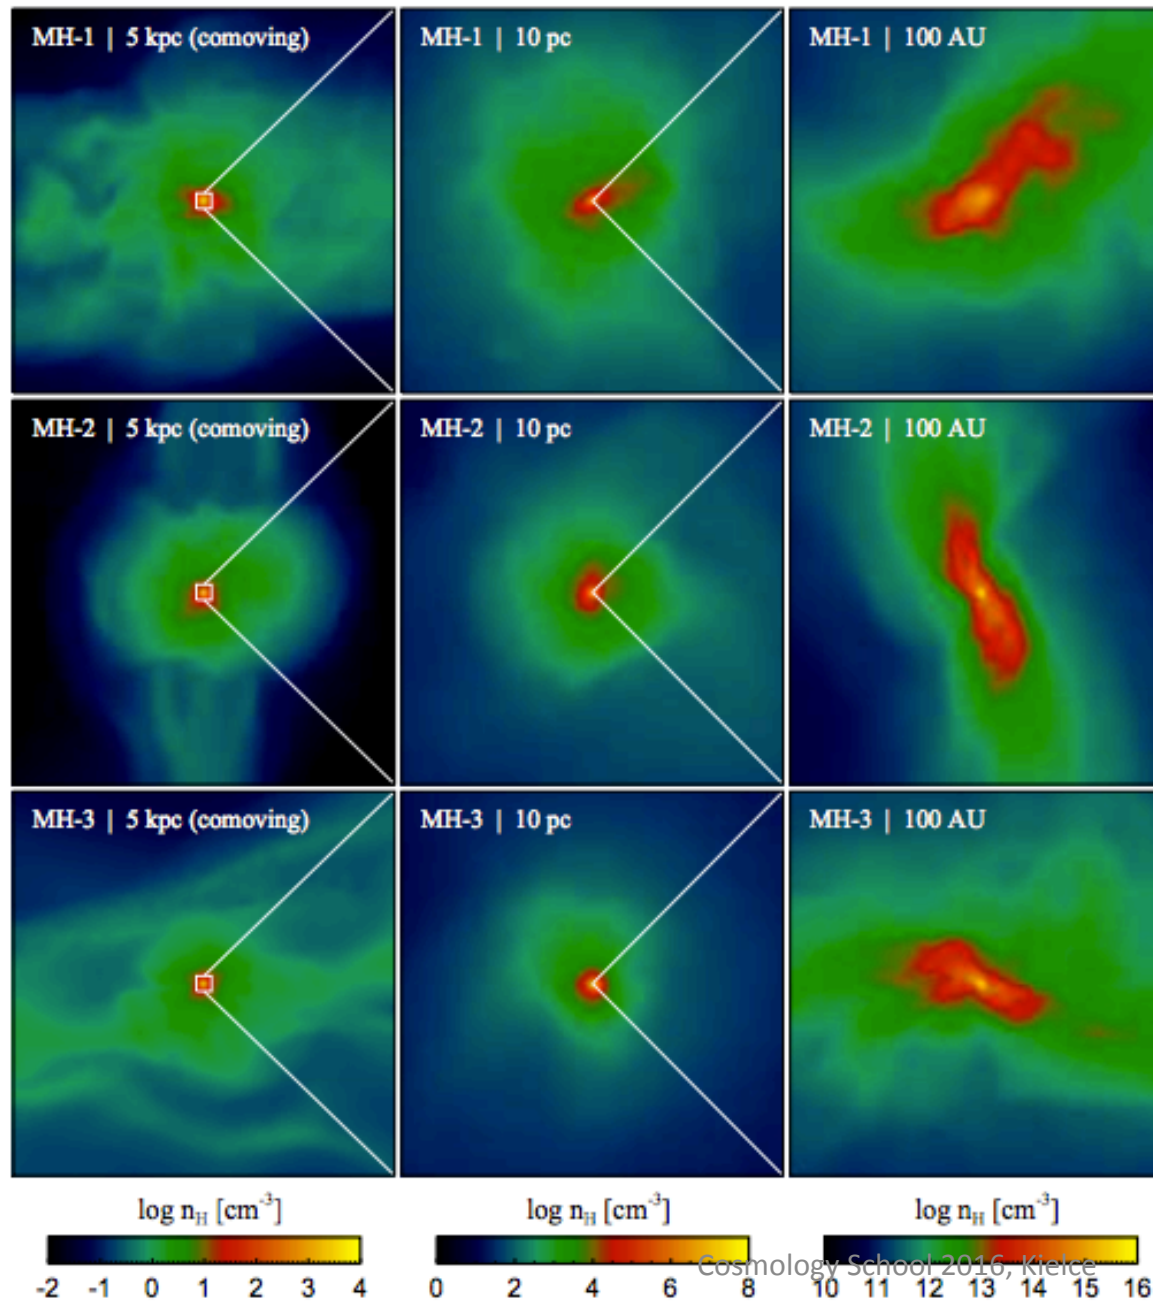 MH-1 | 5 kpc (comoving)
MH-1 | 10 pc
MH-1 | 100 AU
MH-2 | 5 kpc (comoving)
MH-2 | 10 pc
MH-2 | 100 AU
MH-3 | 5 kpc (comoving)
MH-3 | 10 pc
MH-3 | 100 AU
log n_H [cm^-3]
log n_H [cm^-3]
log n_H [cm^-3]
-2 -1 0 1 2 3 4
0 2 4 6 8
10 11 12 13 14 15 16
Cosmology School 2016, Kielce